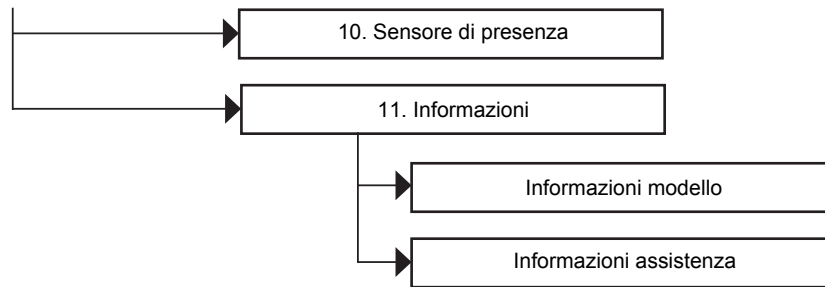 10. Sensore di presenza
11. Informazioni
Informazioni modello
Informazioni assistenza